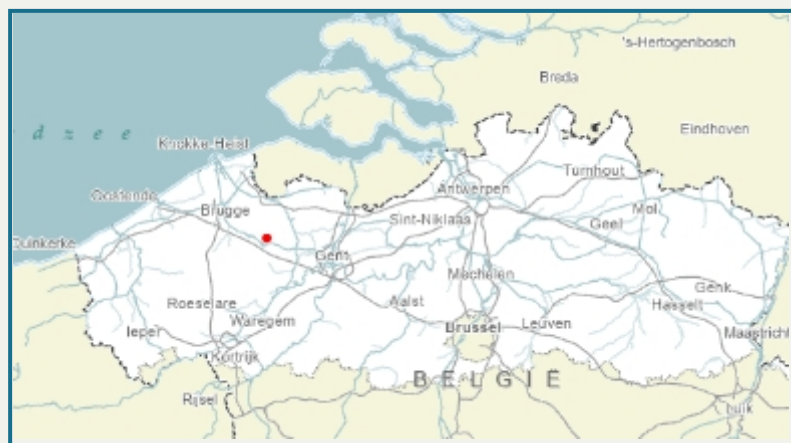 's-Hertogenbosch
Breda
d z e e
Eindhoven
Knokke-Heist
Turnhout
Oostende
Antwerpen
Brugge
Mol
Sint-Niklaas
Geel
Duinkerke
Gent
Mechelen
Genk
Roeselare
Aalst
Hasselt
Waregem
Ieper
Brussel
Leuven
Maastricht
Kortrijk
BELGIË
Rijsel
Luik